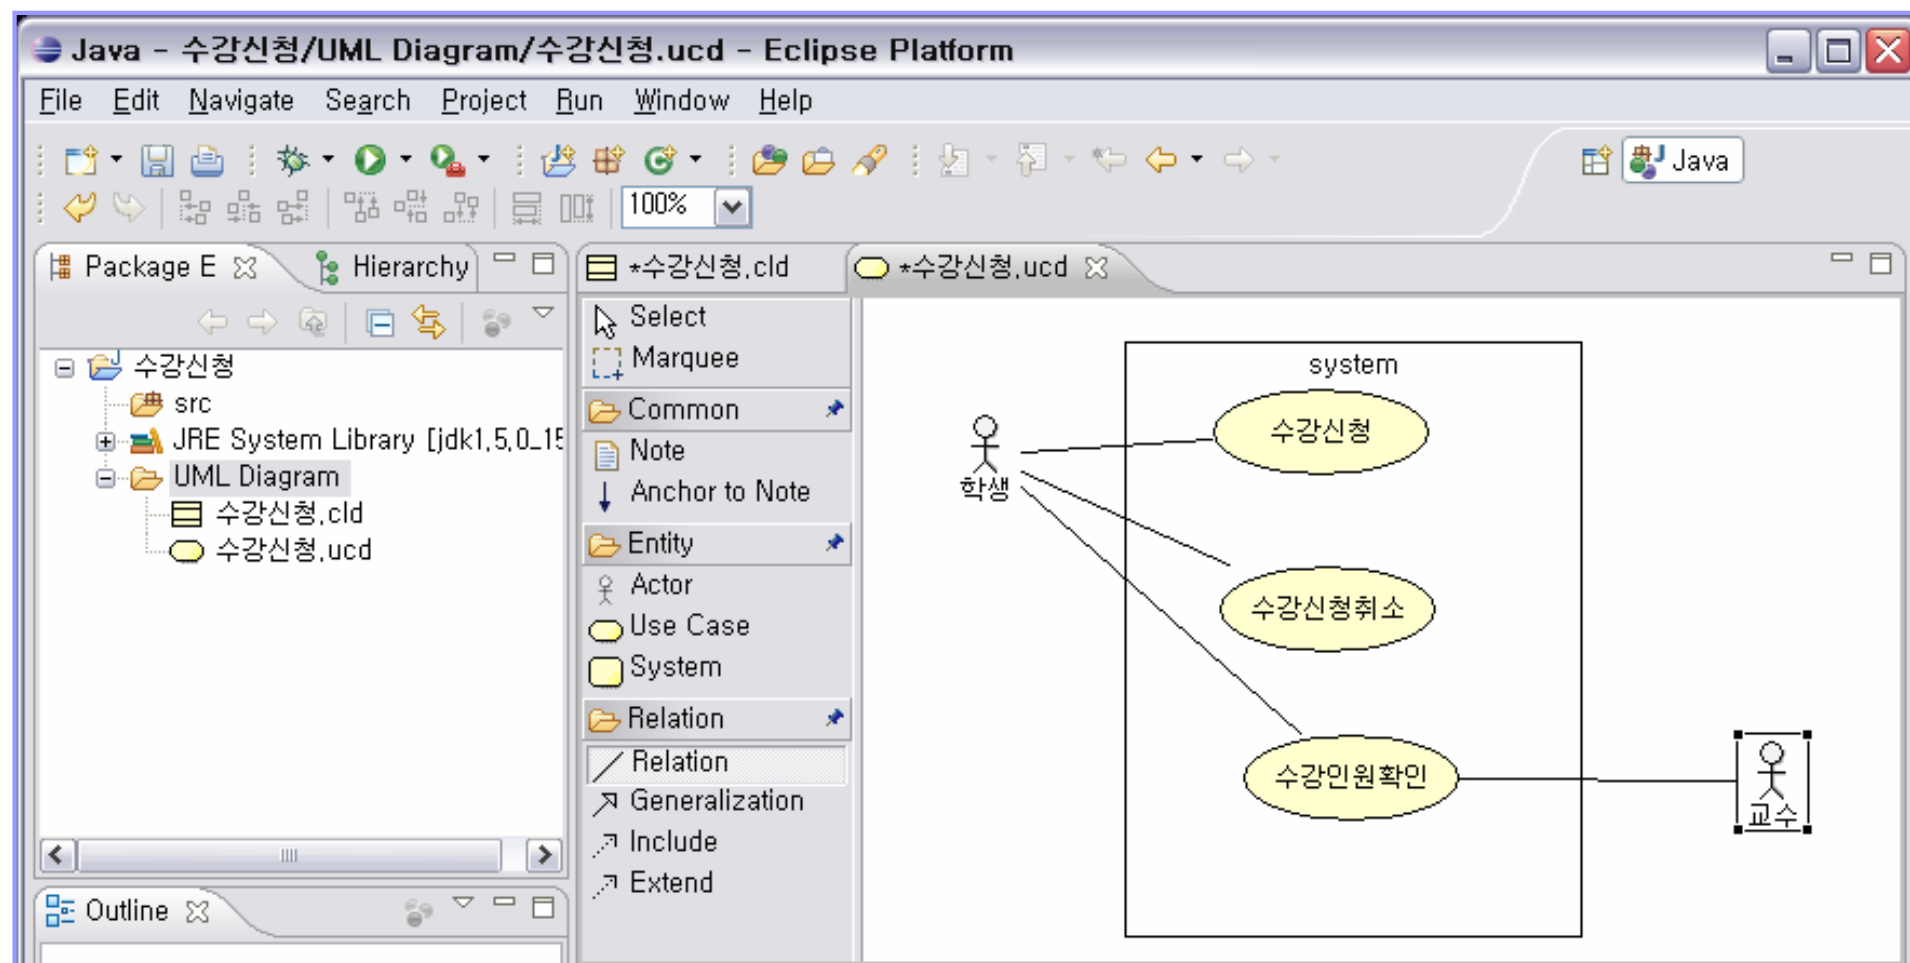 Java - 수강신청/UML Diagram/수강신청.ucd - Eclipse Platform
File Edit Navigate Search Project Run Window Help
Java
100%
Package E
Hierarchy
*수강신청.cld
*수강신청.ucd
수강신청
src
JRE System Library [jdk1.5.0_15
UML Diagram
수강신청.cld
수강신청.ucd
Outline
Select
Marquee
Common
Note
Anchor to Note
Entity
Actor
Use Case
System
Relation
Relation
Generalization
Include
Extend
system
수강신청
학생
수강신청취소
수강인원확인
교수